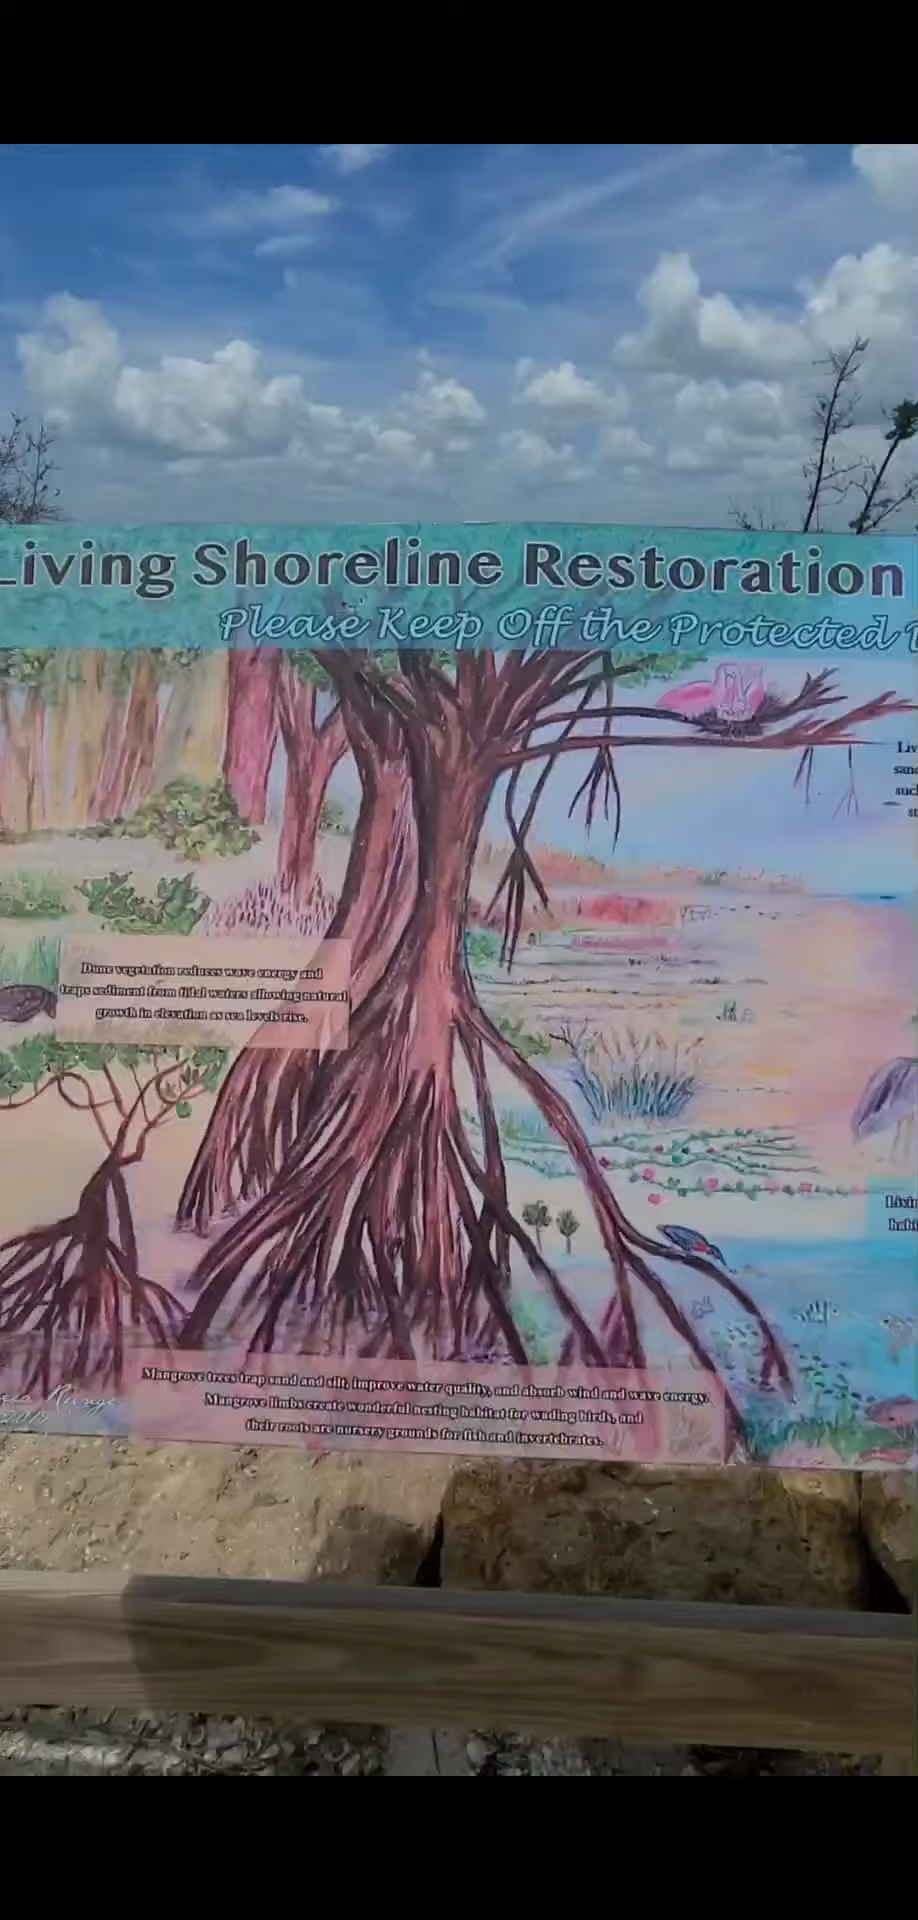 Living Shoreline Restoration
Please Keep Off the Protected
Dune vegetation reduces wave energy and
traps sediment from tidal waters allowing natural
growth in elevation as sea levels rise.
Mangrove trees trap sand and silt, improve water quality, and absorb wind and wave energy.
Mangrove limbs create wonderful nesting habitat for wading birds, and
their roots are nursery grounds for fish and invertebrates.